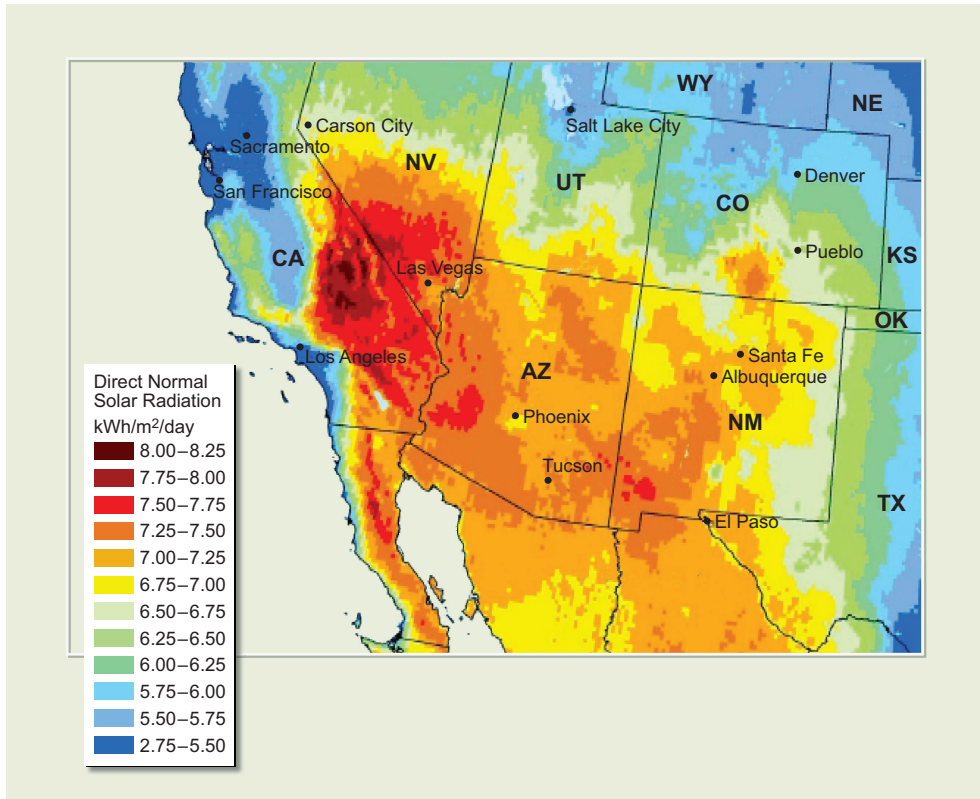 WY
NE
Carson City
Salt Lake City
Sacramento
NV
Denver
UT
San Francisco
CO
Pueblo
CA
KS
Las Vegas
OK
Los Angeles
Santa Fe
AZ
Albuquerque
Phoenix
NM
Tucson
TX
El Paso
Direct Normal
Solar Radiation
kWh/m²/day
8.00–8.25
7.75–8.00
7.50–7.75
7.25–7.50
7.00–7.25
6.75–7.00
6.50–6.75
6.25–6.50
6.00–6.25
5.75–6.00
5.50–5.75
2.75–5.50